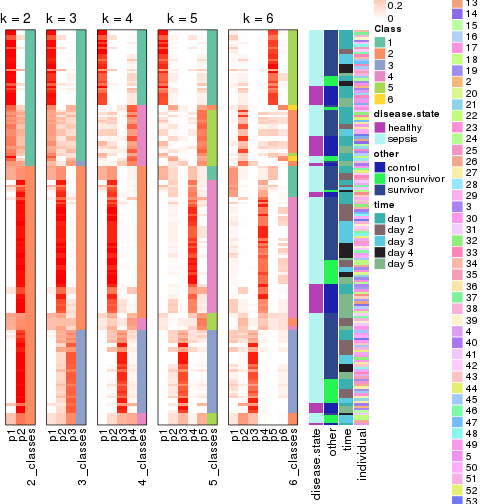 k = 2
k = 3
k = 4
k = 5
k = 6
0.2
0
Class
1
2
3
4
5
6
disease.state
healthy
sepsis
other
control
non-survivor
survivor
time
day 1
day 2
day 3
day 4
day 5
13
14
15
16
17
18
19
2
20
21
22
23
24
25
26
27
28
29
3
30
31
32
33
34
35
36
37
38
39
4
40
41
42
43
44
45
46
47
48
49
5
50
51
52
53
p1
p2
2_classes
p1
p2
p3
3_classes
p1
p2
p3
p4
4_classes
p1
p2
p3
p4
p5
5_classes
p1
p2
p3
p4
p5
p6
6_classes
disease.state
other
time
individual